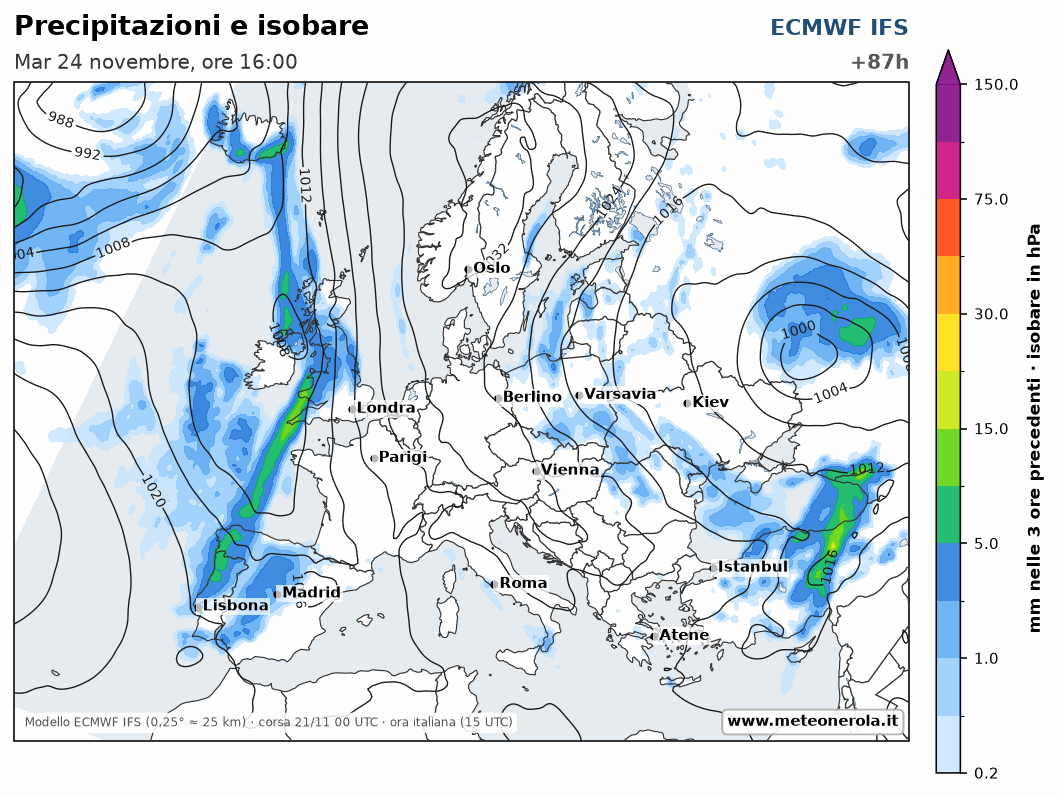 Precipitazioni e isobare
ECMWF IFS
Mar 24 novembre, ore 16:00
+87h
988
992
1012
1024
1016
1008
1032
Oslo
1000
1008
1004
Londra
Berlino
Varsavia
Kiev
Parigi
Vienna
1012
1020
1016
Istanbul
Roma
Madrid
Lisbona
Atene
Modello ECMWF IFS (0,25° ≈ 25 km) · corsa 21/11 00 UTC · ora italiana (15 UTC)
www.meteonerola.it
150.0
75.0
30.0
15.0
5.0
1.0
0.2
mm nelle 3 ore precedenti · isobare in hPa